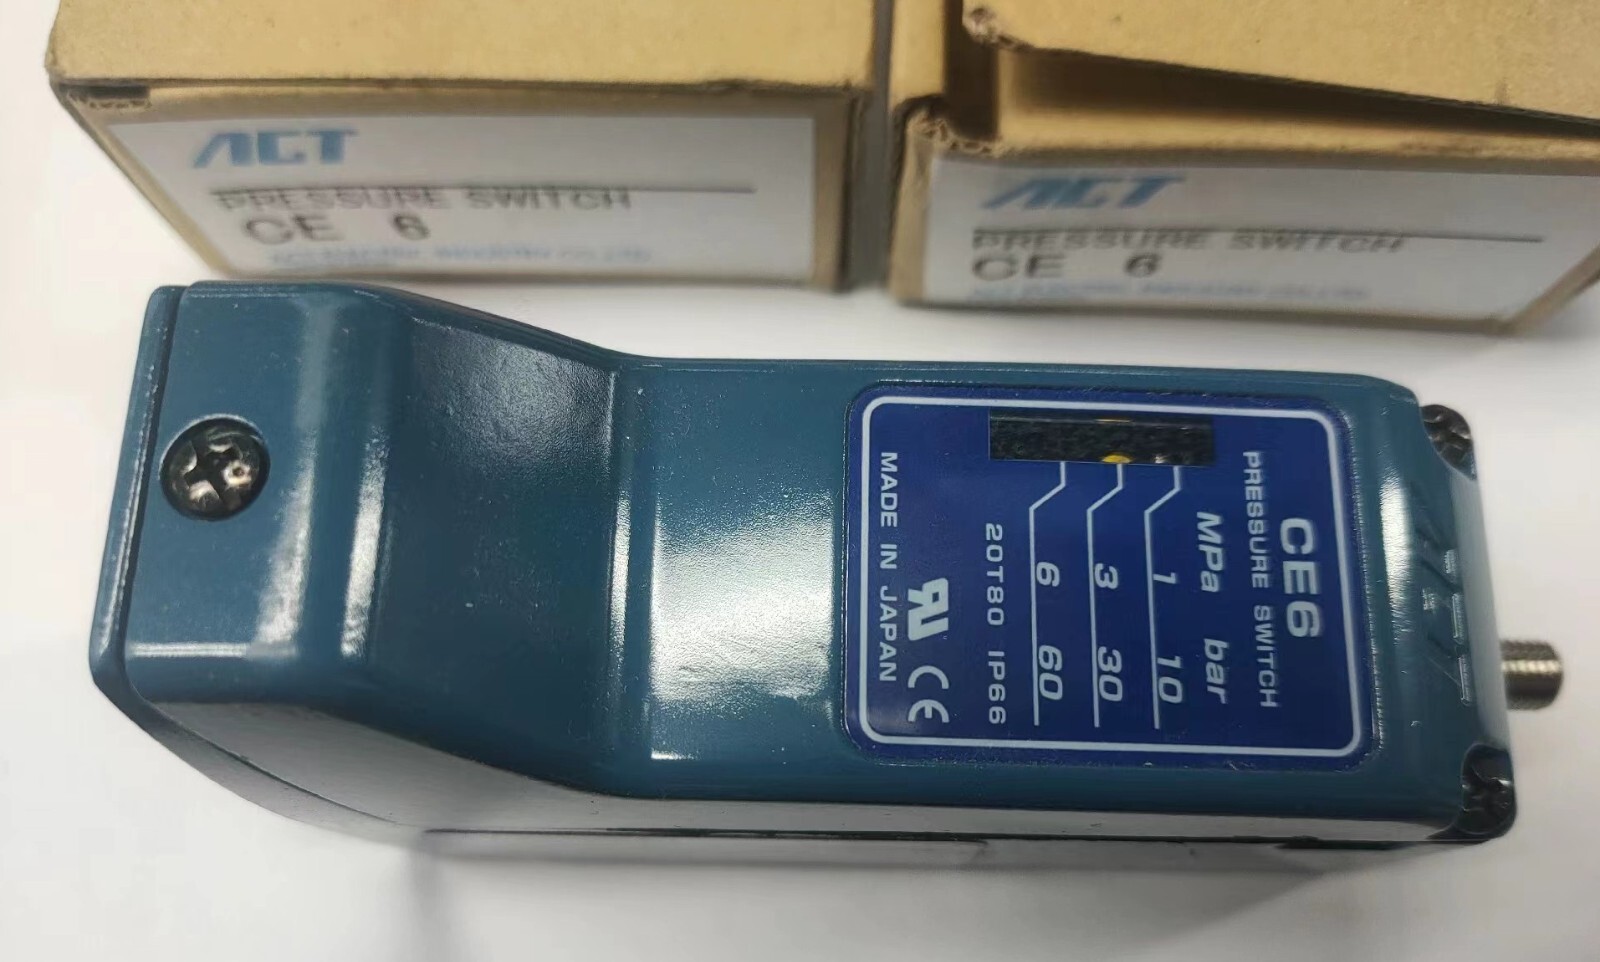 ACT
PRESSURE SWITCH
CE 6
ACT
PRESSURE SWITCH
CE 6
CE6
PRESSURE SWITCH
MPa bar
1 10
3 30
6 60
20T80 IP66
CE
MADE IN JAPAN